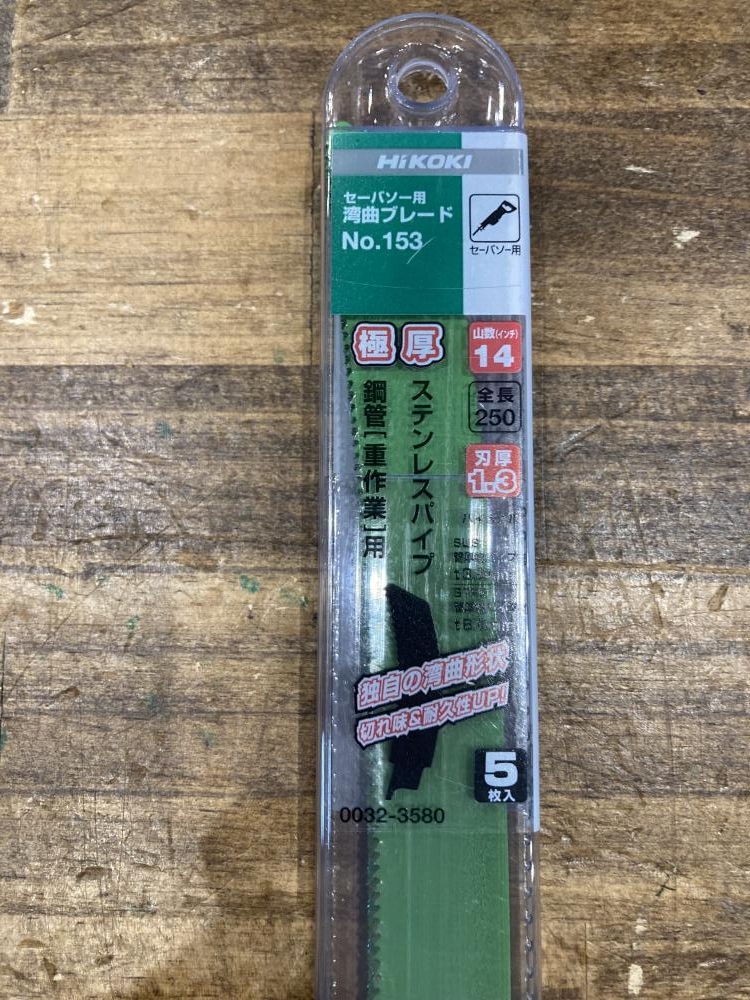 HiKOKI
セーバソー用
湾曲ブレード
No.153
セーバソー用
極厚
山数(インチ)
14
全長
250
刃厚
1.3
ステンレスパイプ
鋼管[重作業]用
SUS
独自の湾曲形状
切れ味&耐久性UP!
5
枚入
0032-3580